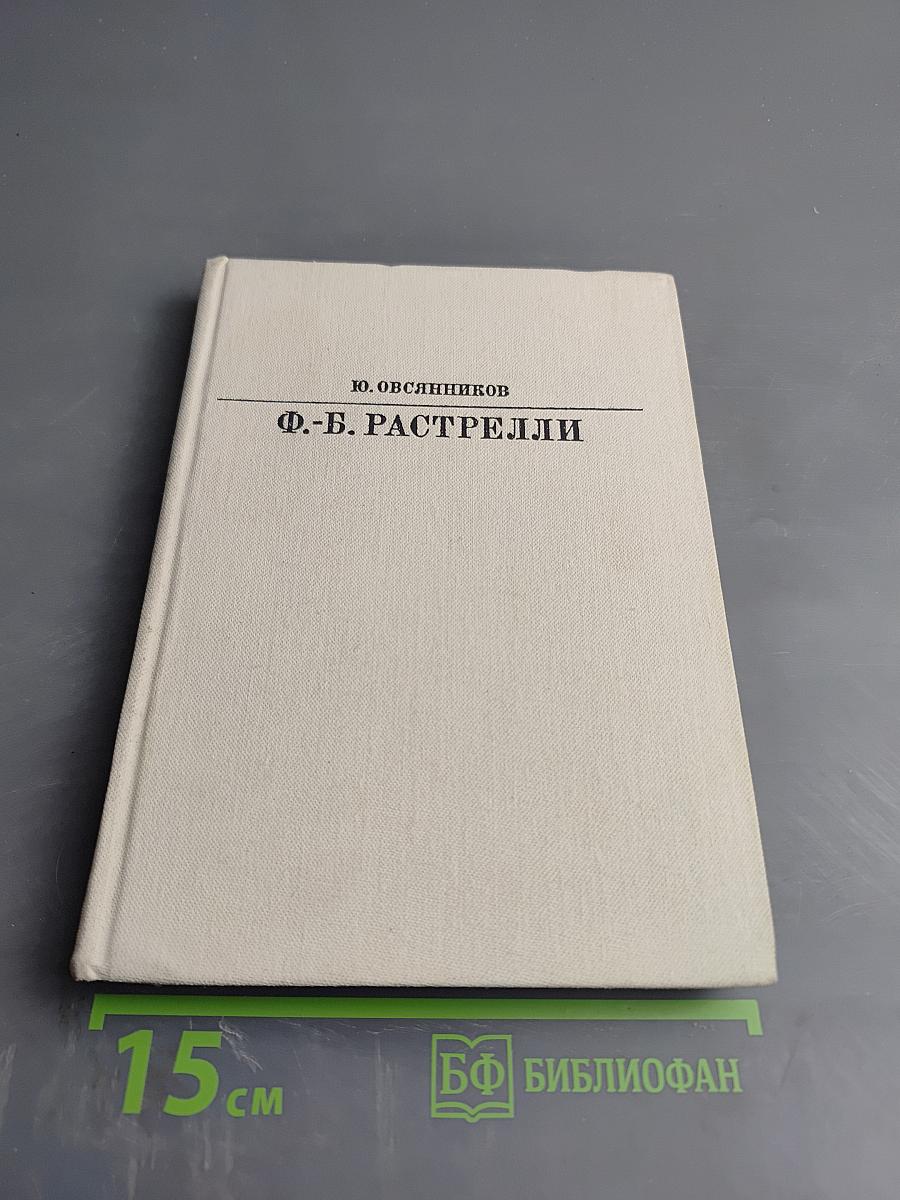 Ю. ОВСЯННИКОВ
Ф.-Б. РАСТРЕЛЛИ
15 см
БФ БИБЛИОФАН